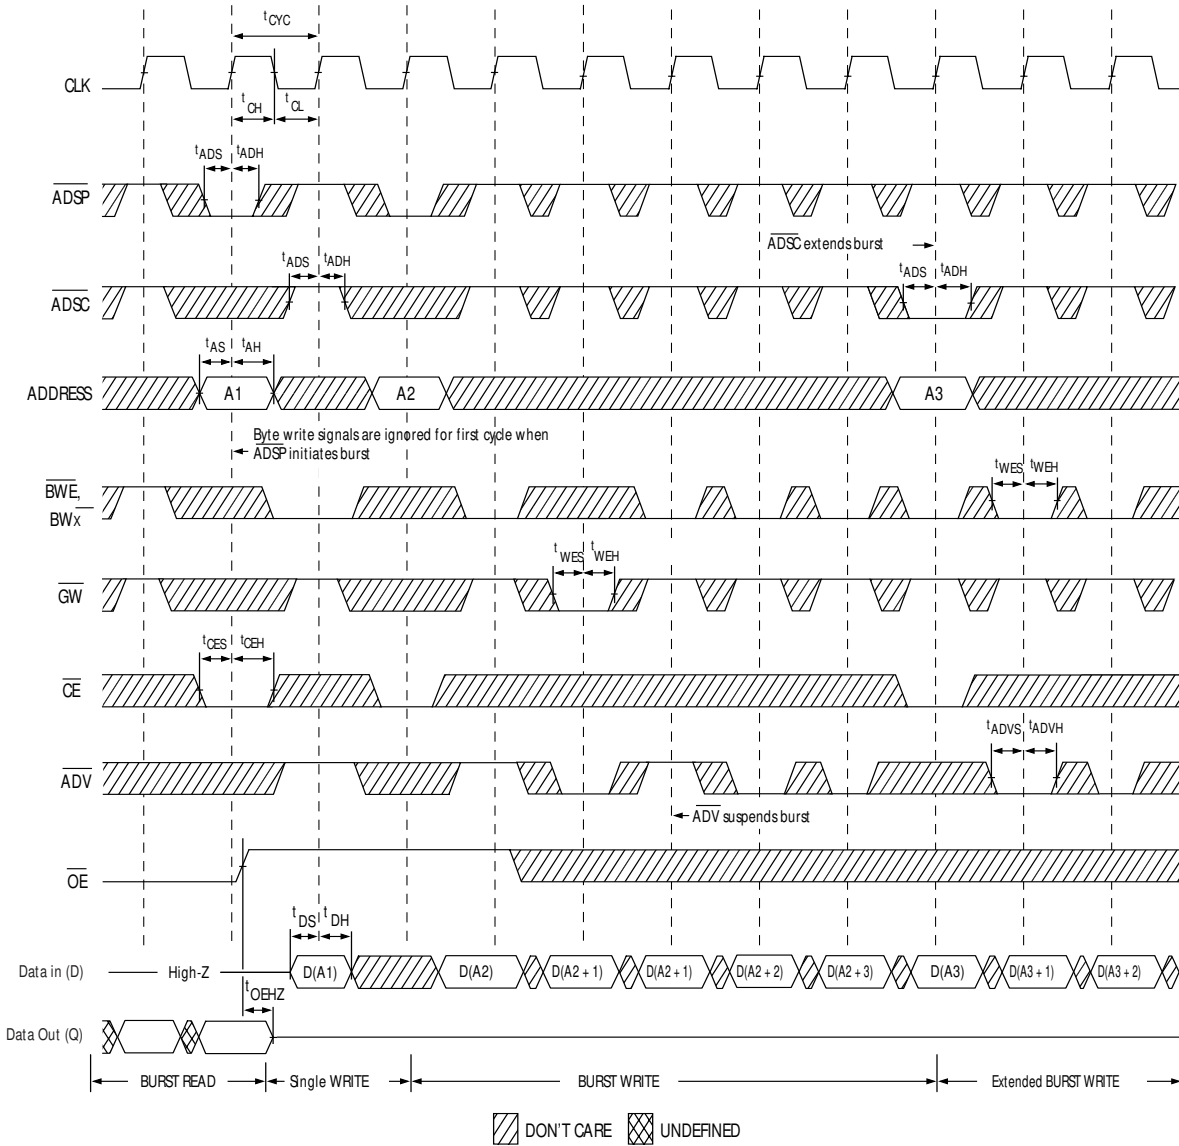 tCYC
CLK
tCH
tCL
tADS
tADH
ADSP
ADSC extends burst
tADS
tADH
tADS
tADH
ADSC
tAS
tAH
ADDRESS
A1
A2
A3
Byte write signals are ignored for first cycle when
ADSP initiates burst
tWES
tWEH
BWE,
BWX
tWES
tWEH
GW
tCES
tCEH
CE
tADVS
tADVH
ADV
ADV suspends burst
OE
tDS
tDH
Data in (D)
High-Z
D(A1)
D(A2)
D(A2 + 1)
D(A2 + 1)
D(A2 + 2)
D(A2 + 3)
D(A3)
D(A3 + 1)
D(A3 + 2)
tOEHZ
Data Out (Q)
BURST READ
Single WRITE
BURST WRITE
Extended BURST WRITE
DON'T CARE
UNDEFINED